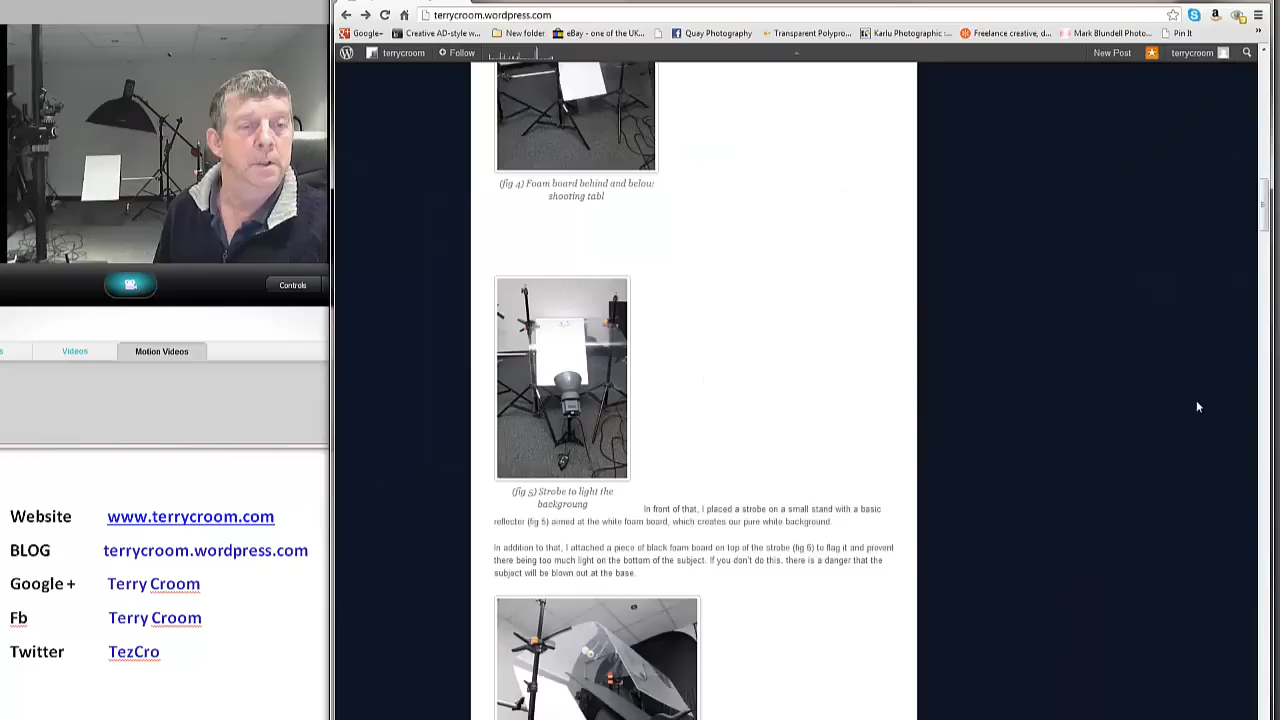 terrycroom.wordpress.com
Google+
Creative AD-style w...
New folder
eBay - one of the UK...
Quay Photography
Transparent Polypro...
Karlu Photographic ...
Freelance creative, d...
Mark Blundell Photo...
Pin It
terrycroom
Follow
New Post
terrycroom
(fig 4) Foam board behind and below
shooting tabl
Controls
s
Videos
Motion Videos
(fig 5) Strobe to light the
backgroung
In front of that, I placed a strobe on a small stand with a basic
reflector (fig 5) aimed at the white foam board, which creates our pure white background.
In addition to that, I attached a piece of black foam board on top of the strobe (fig 6) to flag it and prevent
there being too much light on the bottom of the subject. If you don't do this, there is a danger that the
subject will be blown out at the base.
Website www.terrycroom.com
BLOG terrycroom.wordpress.com
Google + Terry Croom
Fb Terry Croom
Twitter TezCro